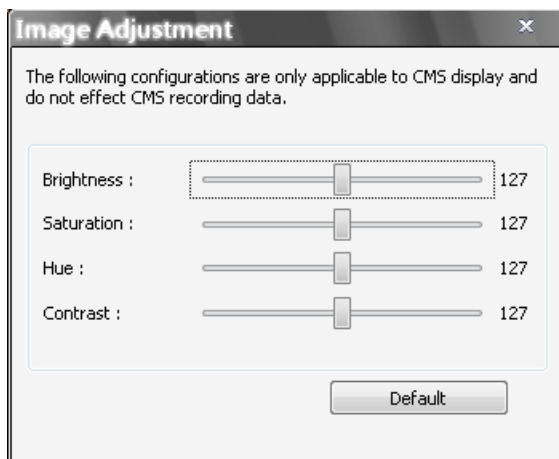 Image Adjustment
The following configurations are only applicable to CMS display and
do not effect CMS recording data.
Brightness : 127
Saturation : 127
Hue : 127
Contrast : 127
Default